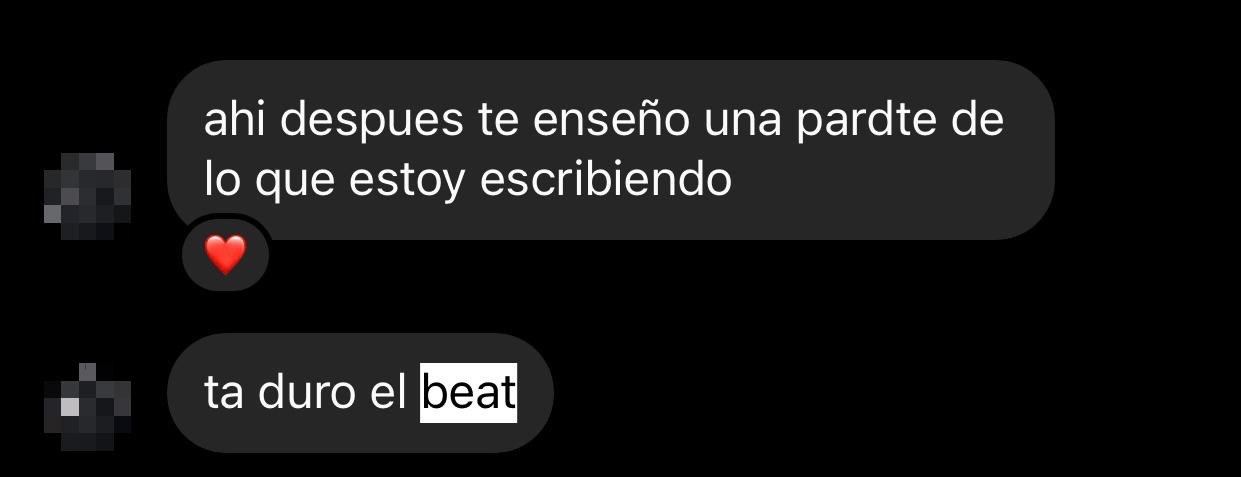 ahi despues te enseño una pardte de
lo que estoy escribiendo
ta duro el beat